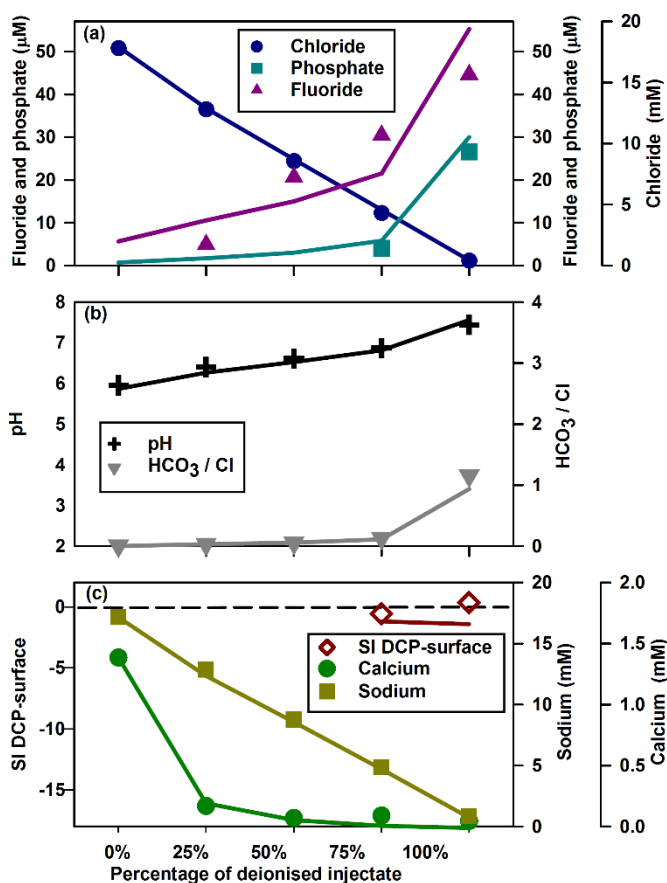 (a)
Chloride
Phosphate
Fluoride
Fluoride and phosphate (µM)
50
40
30
20
10
0
Fluoride and phosphate (µM)
50
40
30
20
10
0
Chloride (mM)
20
15
10
5
0
(b)
pH
HCO3 / Cl
pH
8
7
6
5
4
3
2
HCO3 / Cl
4
3
2
1
0
(c)
SI DCP-surface
Calcium
Sodium
SI DCP-surface
0
-5
-10
-15
Sodium (mM)
20
15
10
5
0
Calcium (mM)
2.0
1.5
1.0
0.5
0.0
0% 25% 50% 75% 100%
Percentage of deionised injectate